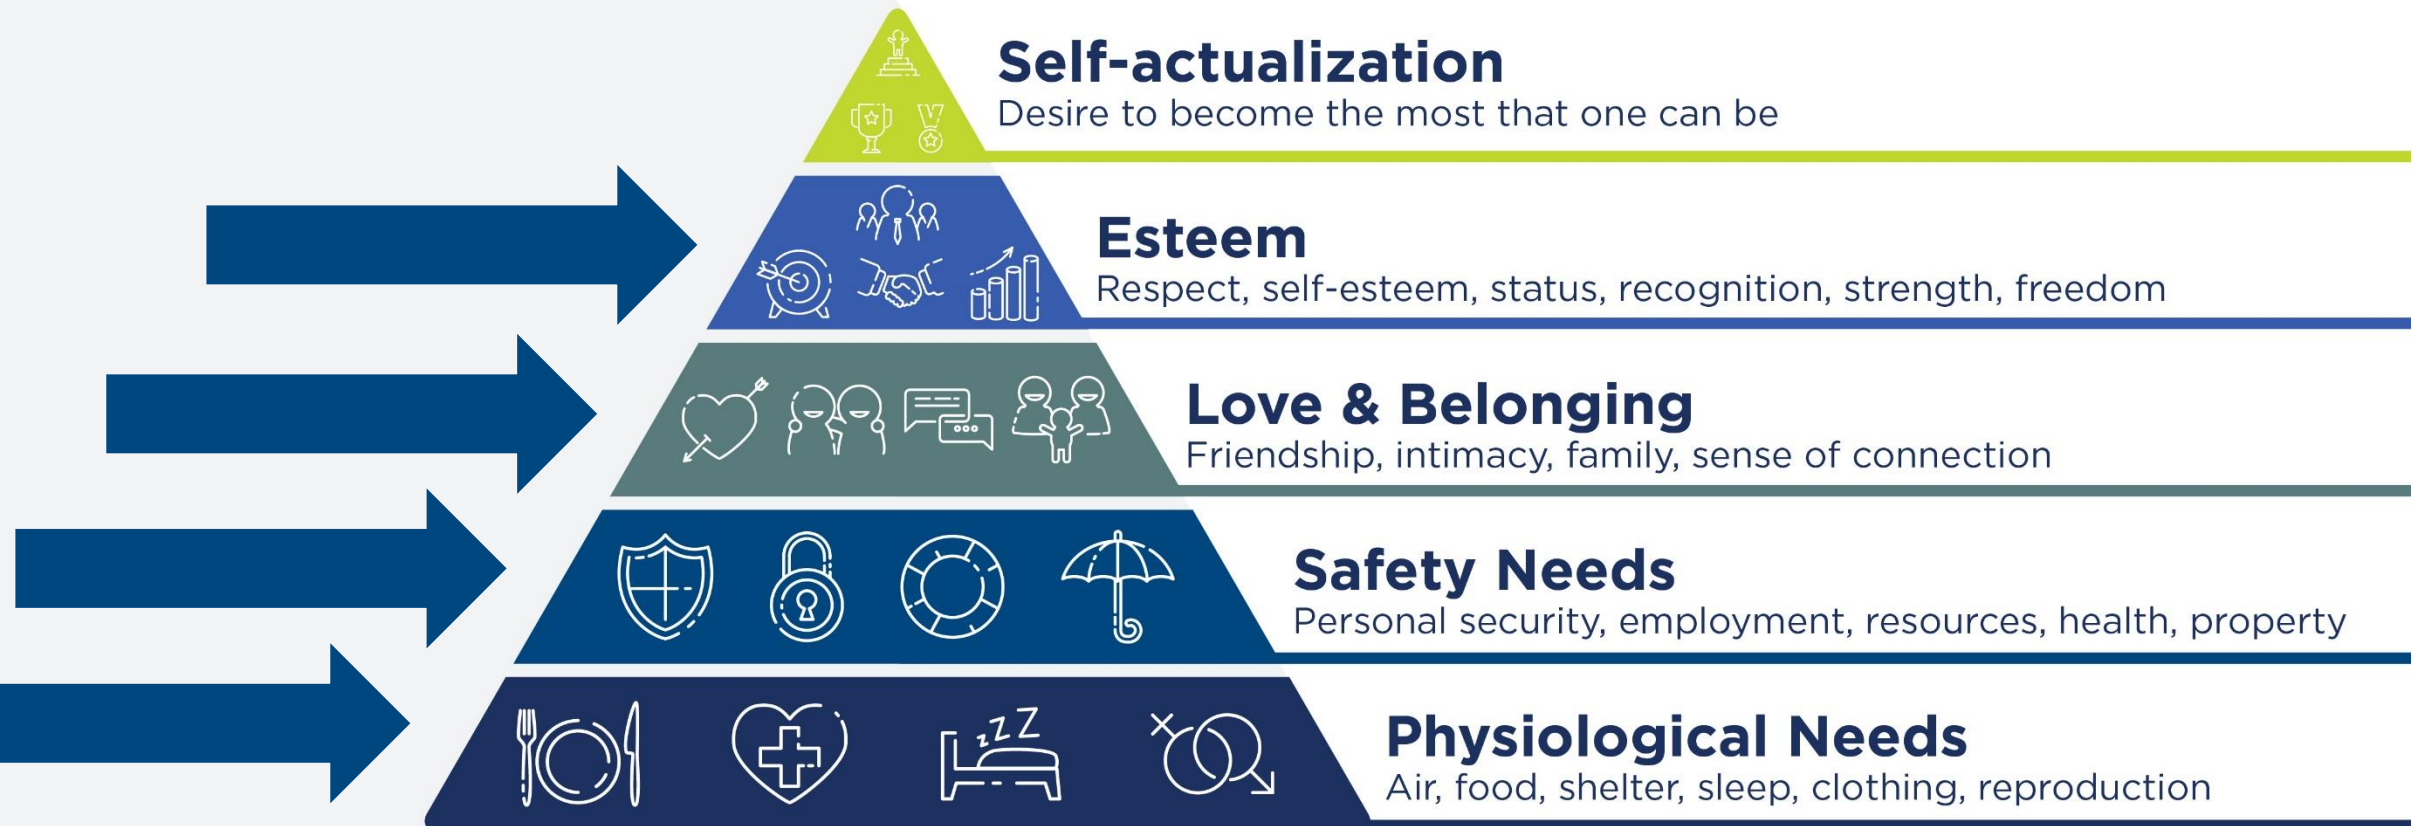 Self-actualization
Desire to become the most that one can be
Esteem
Respect, self-esteem, status, recognition, strength, freedom
Love & Belonging
Friendship, intimacy, family, sense of connection
Safety Needs
Personal security, employment, resources, health, property
zzZ
Physiological Needs
Air, food, shelter, sleep, clothing, reproduction